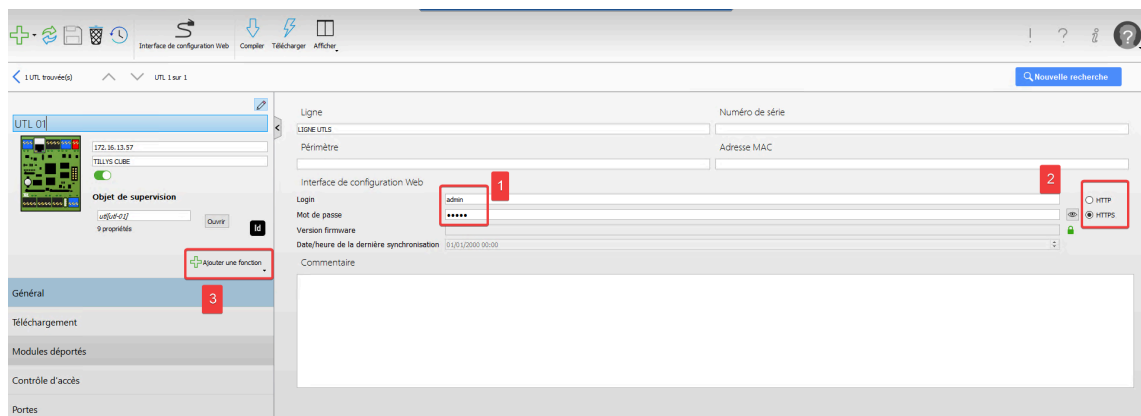 Interface de configuration Web
Compiler
Télécharger
Afficher
1 UTL trouvée(s)
UTL 1 sur 1
Nouvelle recherche
UTL 01
172.16.13.57
TILLYS CUBE
Objet de supervision
utl[utl-01]
9 propriétés
Ouvrir
Id
Ajouter une fonction
3
Général
Téléchargement
Modules déportés
Contrôle d'accès
Portes
Ligne
LIGNE UTLS
Numéro de série
Périmètre
Adresse MAC
Interface de configuration Web
1
2
Login
admin
HTTP
Mot de passe
•••••
HTTPS
Version firmware
Date/heure de la dernière synchronisation
01/01/2000 00:00
Commentaire